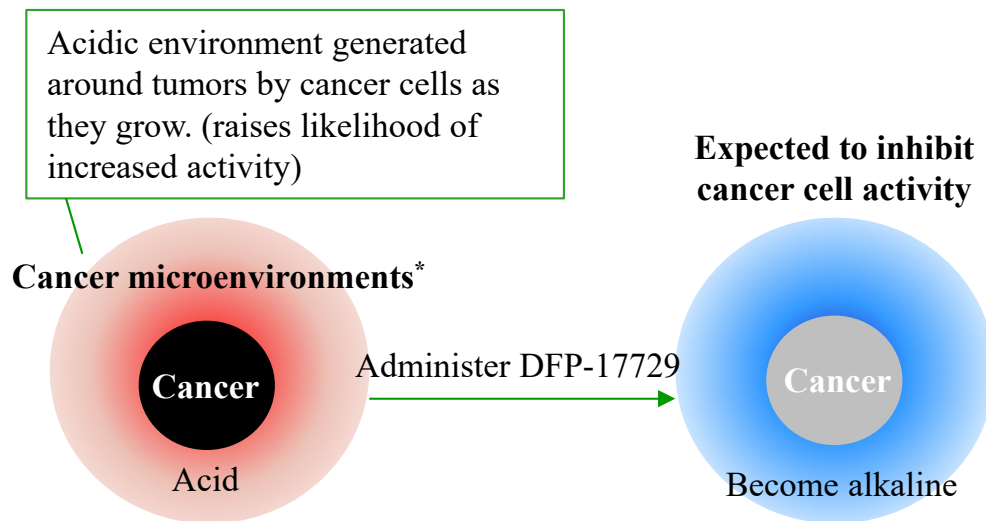 Acidic environment generated
around tumors by cancer cells as
they grow. (raises likelihood of
increased activity)
Expected to inhibit
cancer cell activity
Cancer microenvironments*
Cancer
Acid
Administer DFP-17729
Cancer
Become alkaline